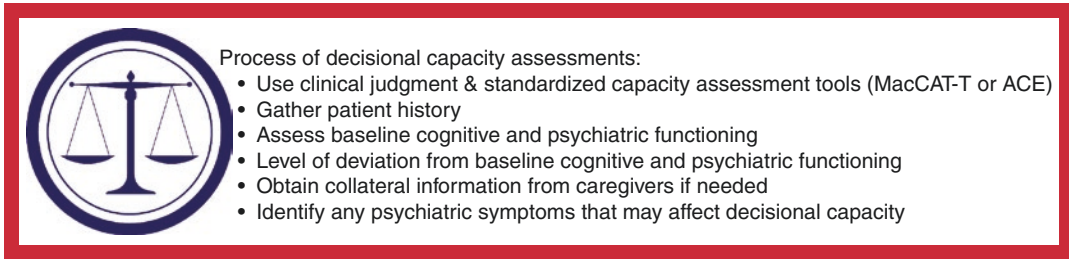 Process of decisional capacity assessments:
• Use clinical judgment & standardized capacity assessment tools (MacCAT-T or ACE)
• Gather patient history
• Assess baseline cognitive and psychiatric functioning
• Level of deviation from baseline cognitive and psychiatric functioning
• Obtain collateral information from caregivers if needed
• Identify any psychiatric symptoms that may affect decisional capacity